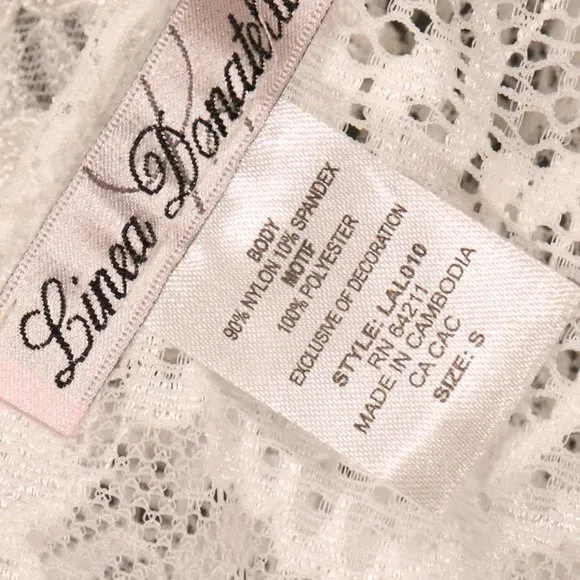 Linea Donatella
BODY
90% NYLON 10% SPANDEX
MOTIF
100% POLYESTER
EXCLUSIVE OF DECORATION
STYLE: LAL010
RN 64211
MADE IN CAMBODIA
CA CAC
SIZE: S